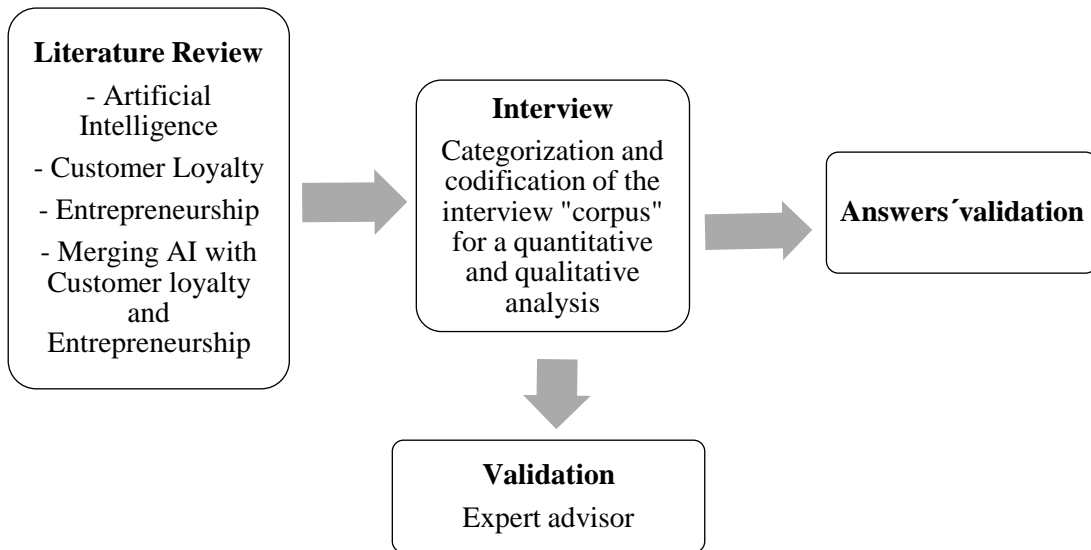 Literature Review
- Artificial
Intelligence
- Customer Loyalty
- Entrepreneurship
- Merging AI with
Customer loyalty
and
Entrepreneurship
Interview
Categorization and
codification of the
interview "corpus"
for a quantitative
and qualitative
analysis
Answers´validation
Validation
Expert advisor